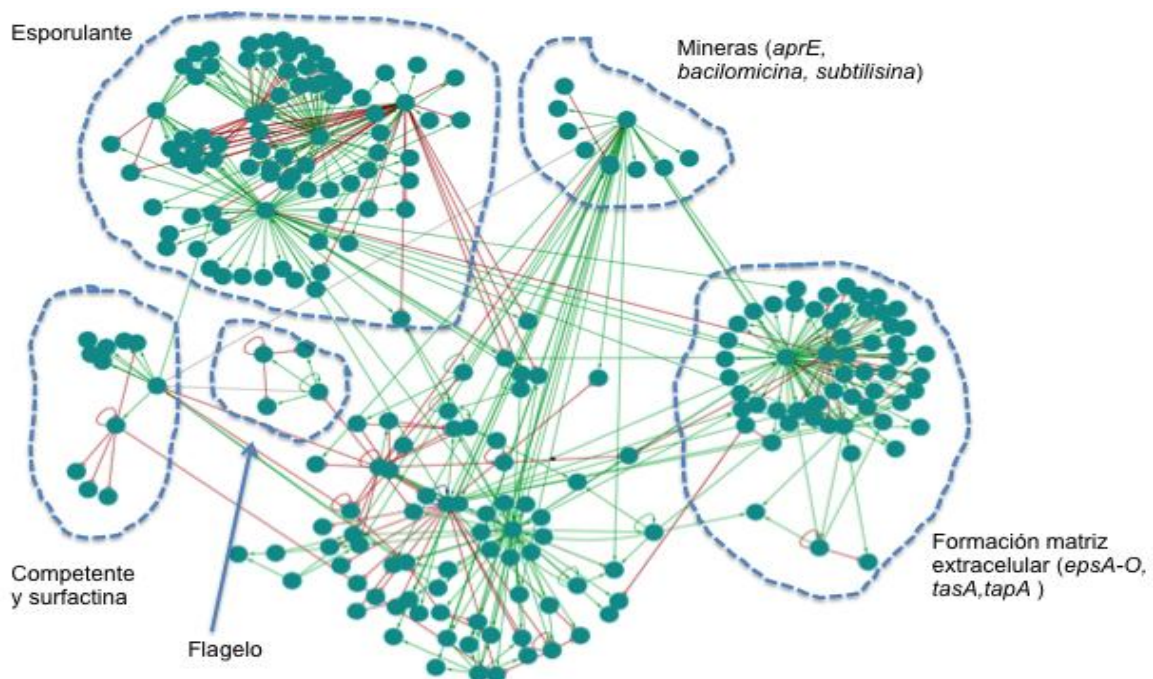 Esporulante
Mineras (aprE,
bacilomicina, subtilisina)
Formación matriz
extracelular (epsA-O,
tasA,tapA )
Competente
y surfactina
Flagelo